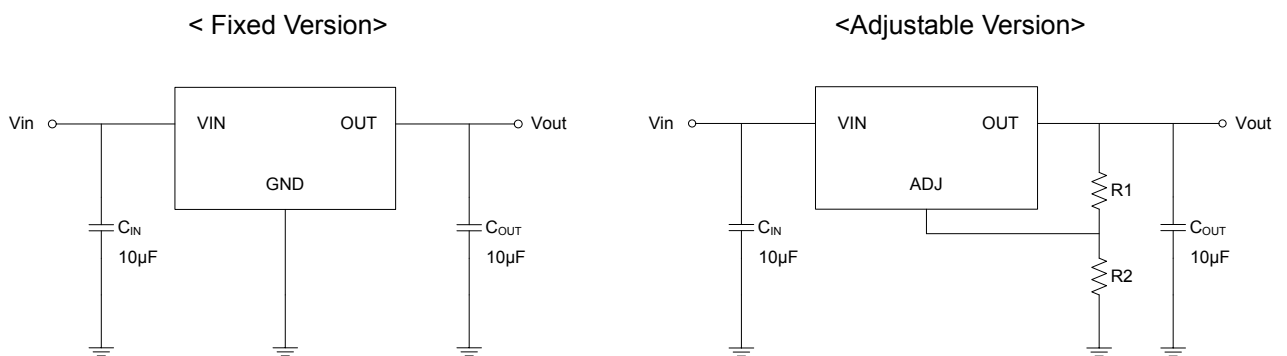 < Fixed Version>
Vin
VIN
OUT
Vout
GND
CIN
10µF
COUT
10µF
<Adjustable Version>
Vin
VIN
OUT
Vout
ADJ
R1
CIN
10µF
COUT
10µF
R2